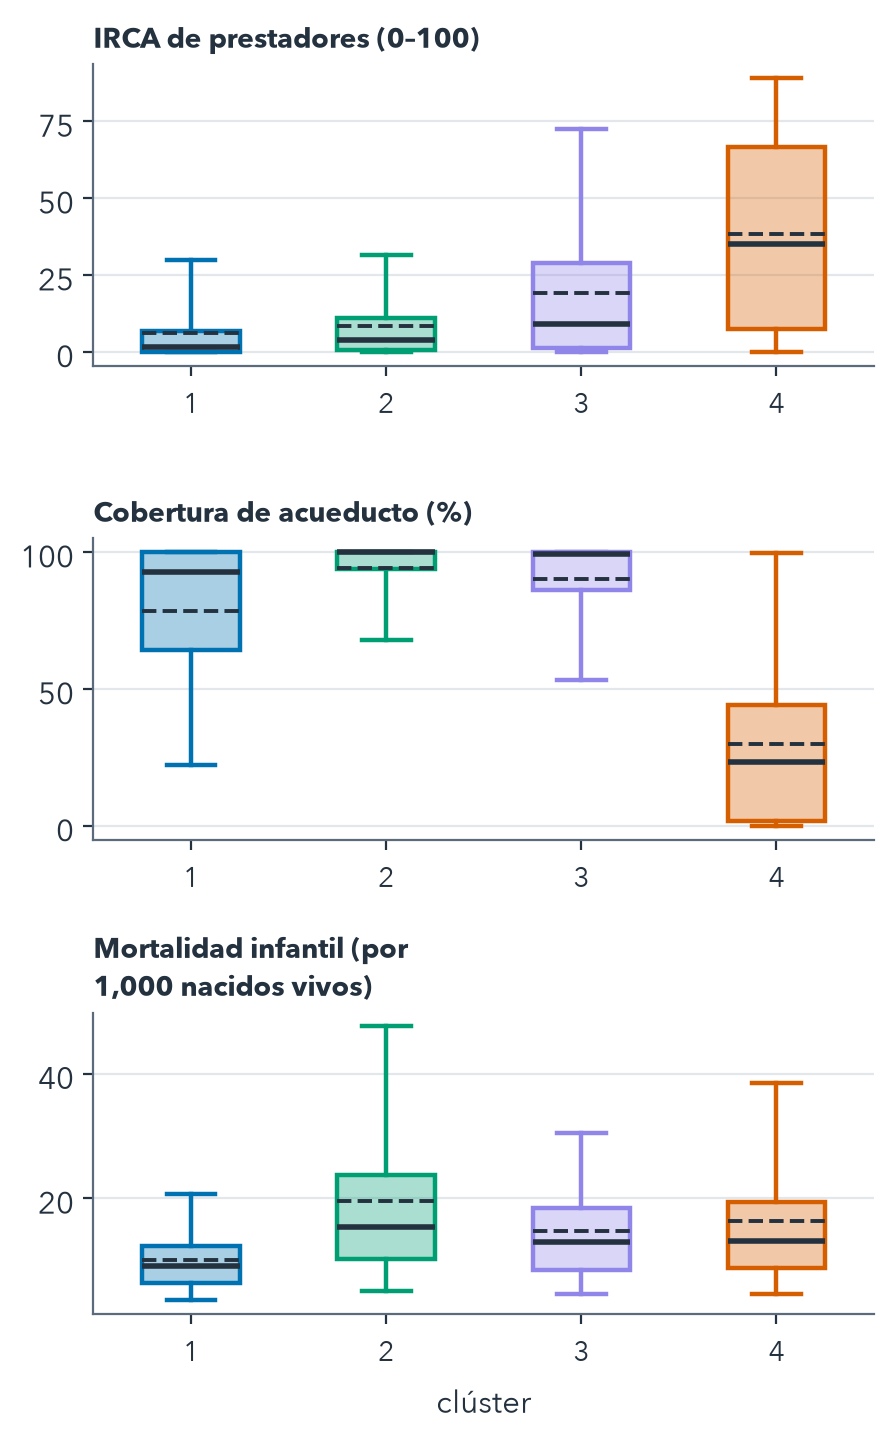 IRCA de prestadores (0–100)
75
50
25
0
1 2 3 4
Cobertura de acueducto (%)
100
50
0
1 2 3 4
Mortalidad infantil (por
1,000 nacidos vivos)
40
20
1 2 3 4
clúster